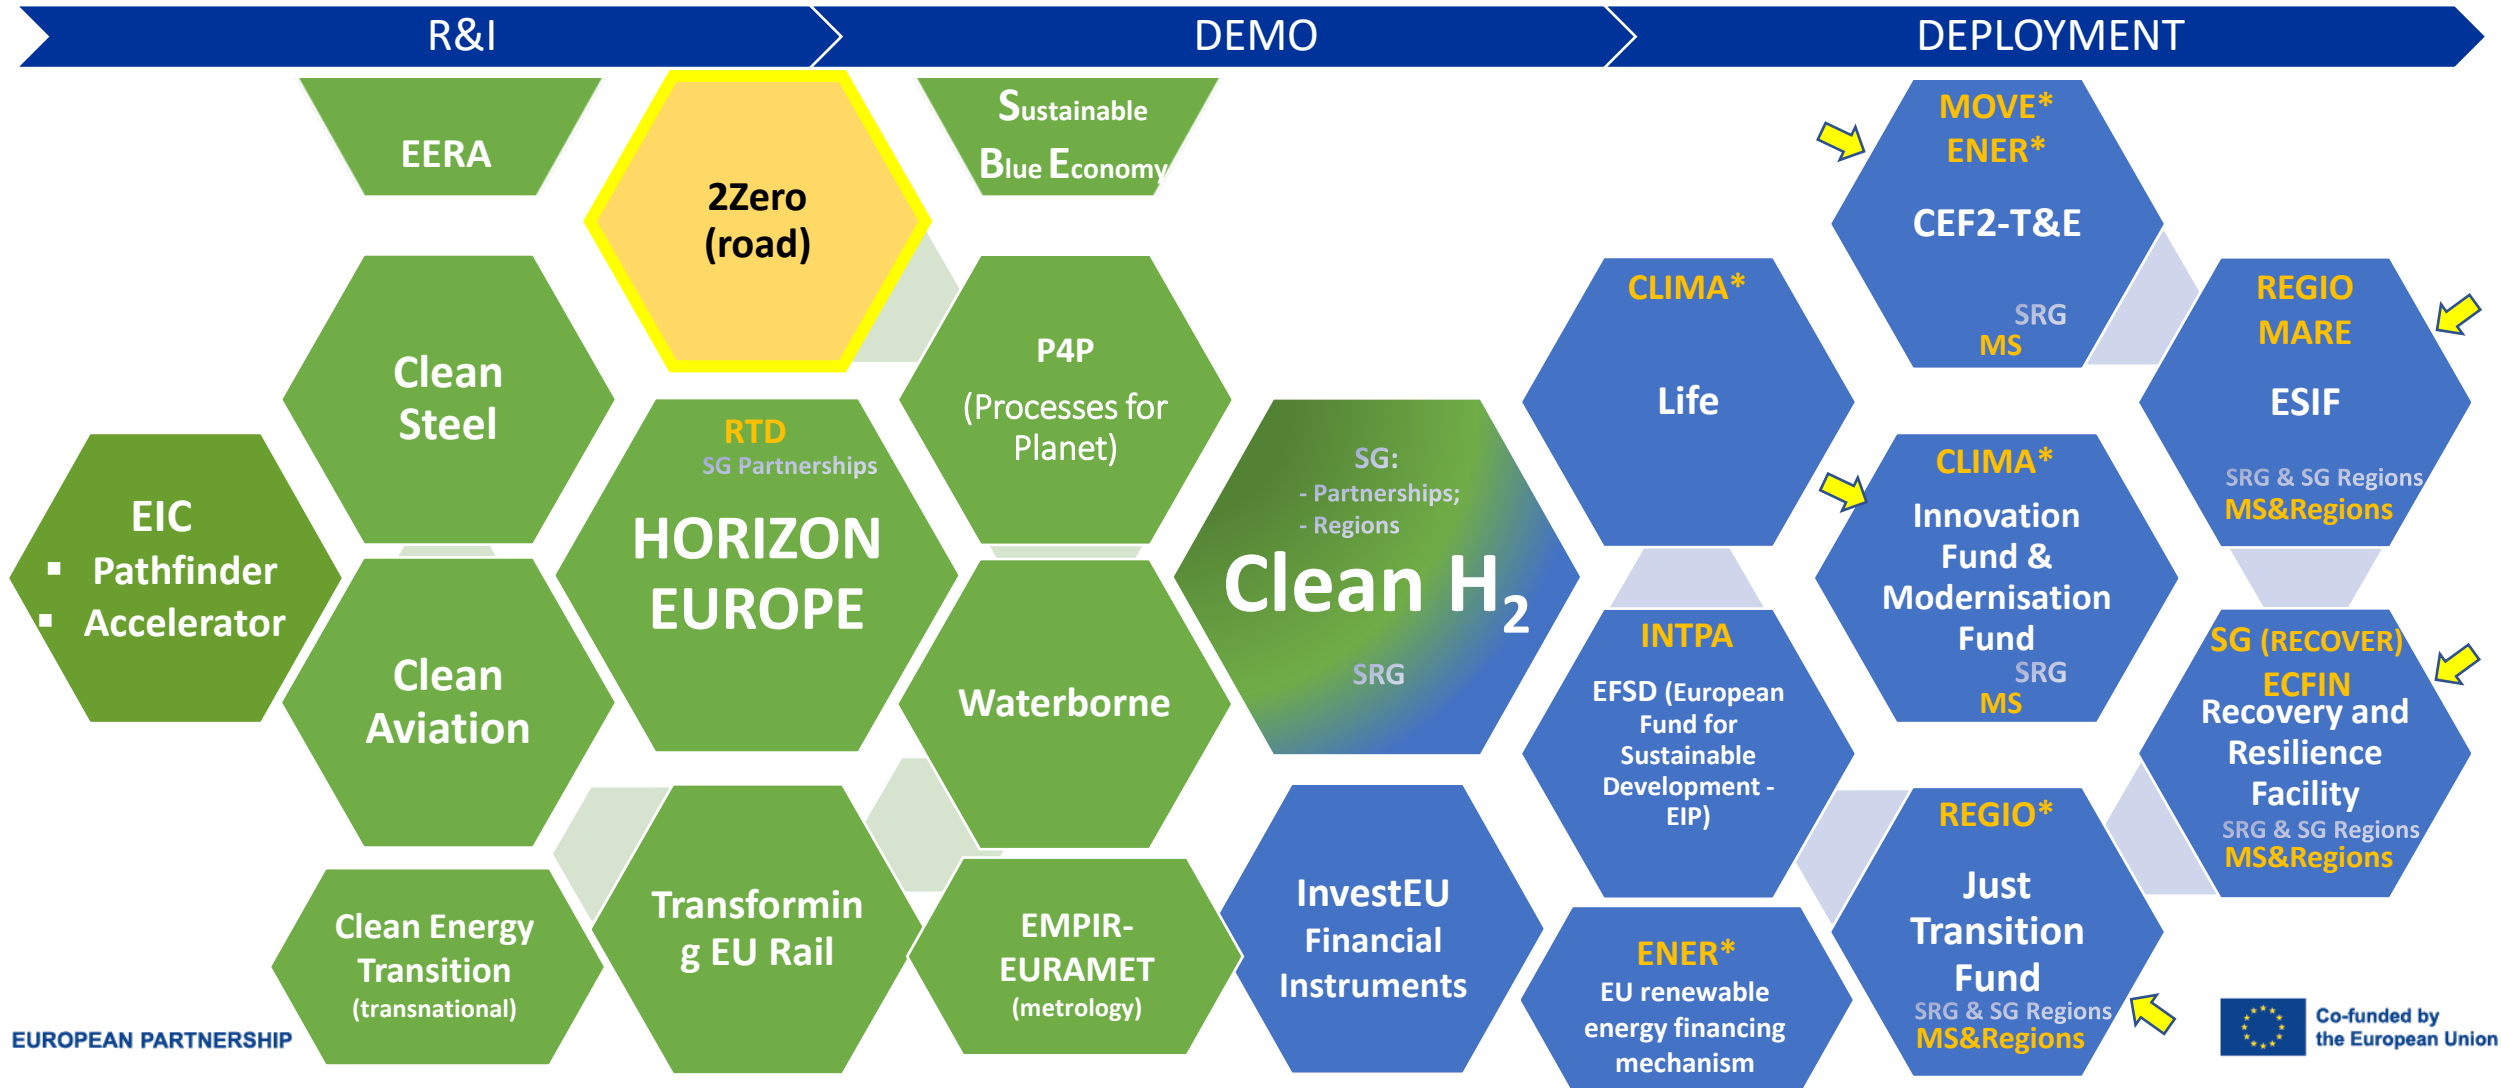 R&I
DEMO
DEPLOYMENT
EERA
2Zero
(road)
Sustainable
Blue Economy
MOVE*
ENER*
CEF2-T&E
SRG
MS
Clean
Steel
P4P
(Processes for
Planet)
CLIMA*
Life
REGIO
MARE
ESIF
SRG & SG Regions
MS&Regions
EIC
▪ Pathfinder
▪ Accelerator
RTD
SG Partnerships
HORIZON
EUROPE
SG:
- Partnerships;
- Regions
Clean H2
SRG
CLIMA*
Innovation
Fund &
Modernisation
Fund
SRG
MS
Clean
Aviation
Waterborne
INTPA
EFSD (European
Fund for
Sustainable
Development -
EIP)
SG (RECOVER)
ECFIN
Recovery and
Resilience
Facility
SRG & SG Regions
MS&Regions
Clean Energy
Transition
(transnational)
Transformin
g EU Rail
EMPIR-
EURAMET
(metrology)
InvestEU
Financial
Instruments
ENER*
EU renewable
energy financing
mechanism
REGIO*
Just
Transition
Fund
SRG & SG Regions
MS&Regions
EUROPEAN PARTNERSHIP
Co-funded by
the European Union